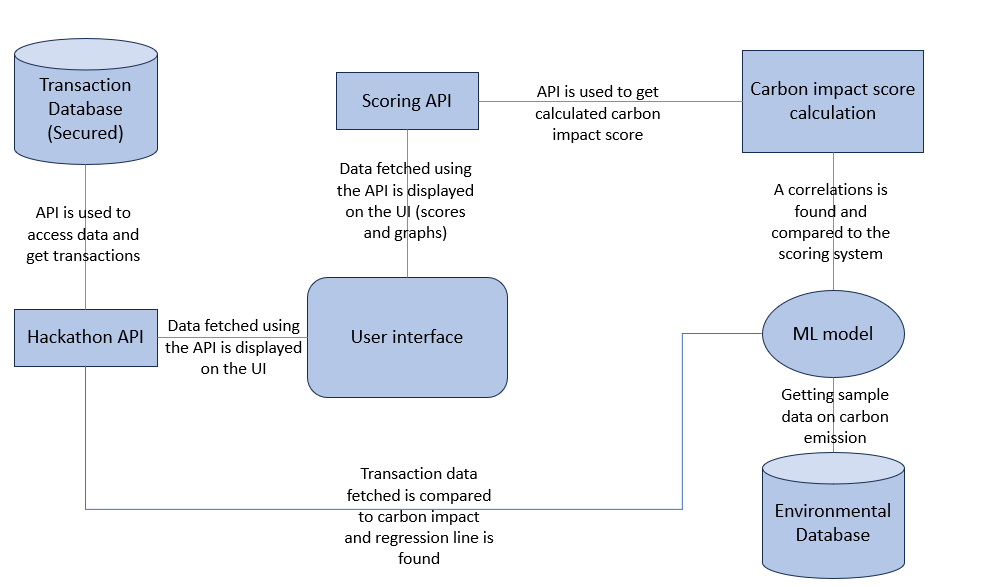 Transaction
Database
(Secured)
Scoring API
API is used to get
calculated carbon
impact score
Carbon impact score
calculation
Data fetched using
the API is displayed
on the UI (scores
and graphs)
API is used to
access data and
get transactions
A correlations is
found and
compared to the
scoring system
Hackathon API
Data fetched using
the API is displayed
on the UI
User interface
ML model
Getting sample
data on carbon
emission
Transaction data
fetched is compared
to carbon impact
and regression line is
found
Environmental
Database